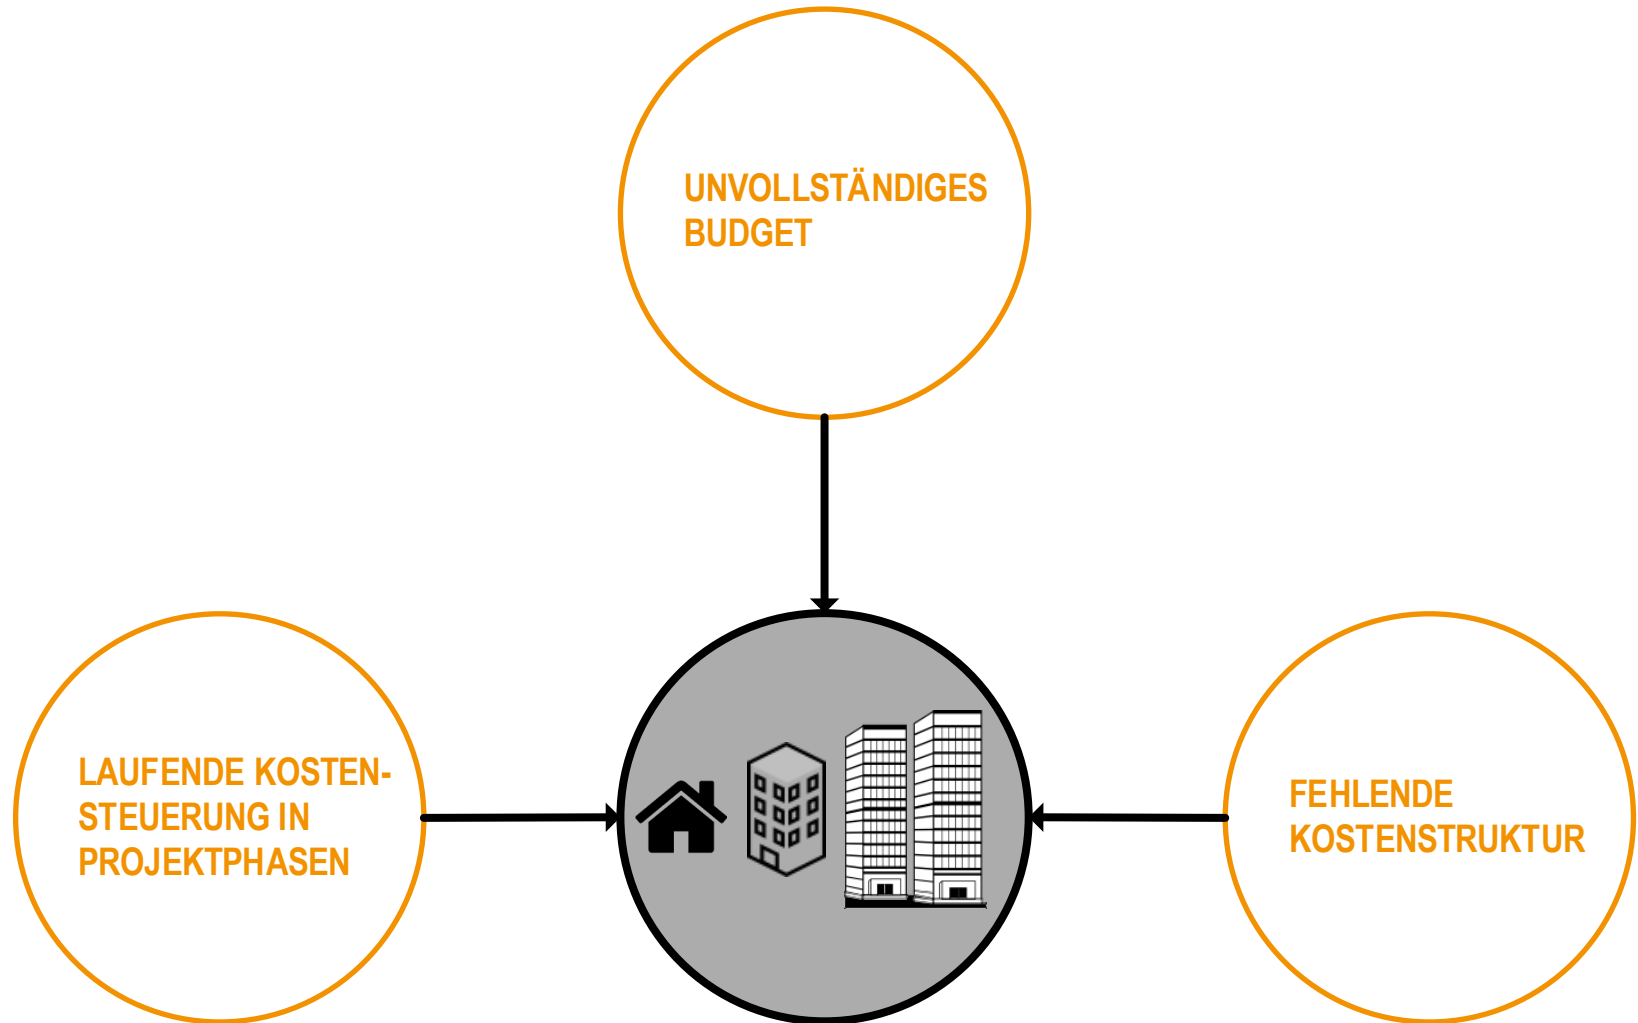 UNVOLLSTÄNDIGES
BUDGET
LAUFENDE KOSTEN-
STEUERUNG IN
PROJEKTPHASEN
FEHLENDE
KOSTENSTRUKTUR